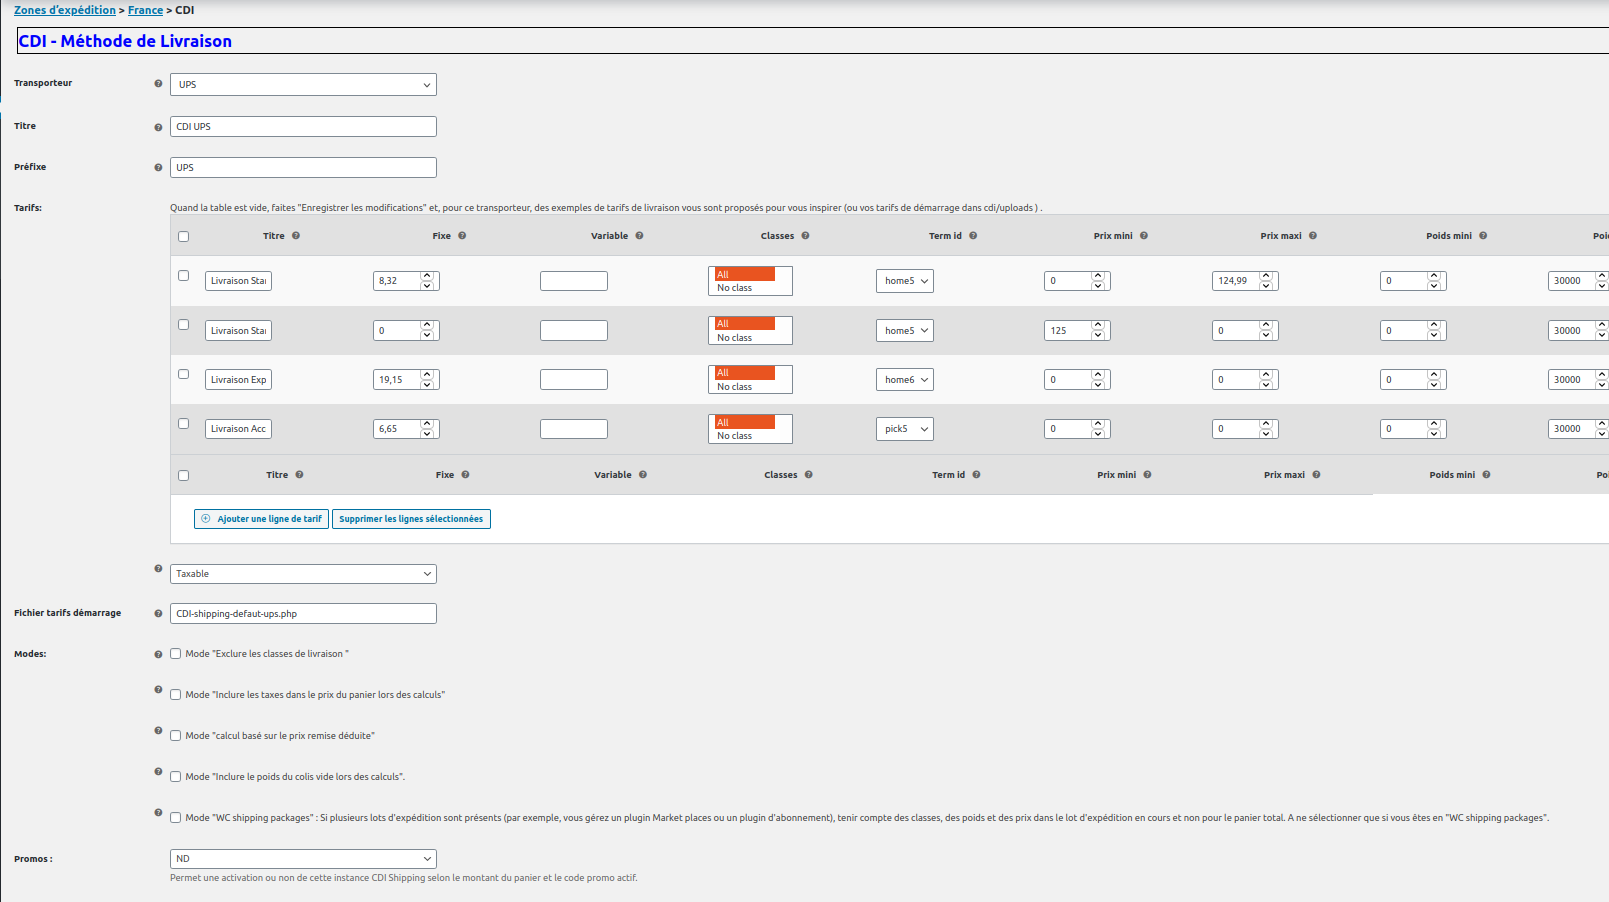 Zones d'expédition > France > CDI
CDI - Méthode de Livraison
Transporteur
UPS
Titre
CDI UPS
Préfixe
UPS
Tarifs:
Quand la table est vide, faites "Enregistrer les modifications" et, pour ce transporteur, des exemples de tarifs de livraison vous sont proposés pour vous inspirer (ou vos tarifs de démarrage dans cdi/uploads ) .
Titre Fixe Variable Classes Term id Prix mini Prix maxi Poids mini Poi
Livraison Star 8,32 All No class home5 0 124,99 0 30000
Livraison Star 0 All No class home5 125 0 0 30000
Livraison Exp 19,15 All No class home6 0 0 0 30000
Livraison Acc 6,65 All No class pick5 0 0 0 30000
Titre Fixe Variable Classes Term id Prix mini Prix maxi Poids mini Poi
Ajouter une ligne de tarif Supprimer les lignes sélectionnées
Taxable
Fichier tarifs démarrage
CDI-shipping-defaut-ups.php
Modes:
Mode "Exclure les classes de livraison "
Mode "Inclure les taxes dans le prix du panier lors des calculs"
Mode "calcul basé sur le prix remise déduite"
Mode "Inclure le poids du colis vide lors des calculs".
Mode "WC shipping packages" : Si plusieurs lots d'expédition sont présents (par exemple, vous gérez un plugin Market places ou un plugin d'abonnement), tenir compte des classes, des poids et des prix dans le lot d'expédition en cours et non pour le panier total. A ne sélectionner que si vous êtes en "WC shipping packages".
Promos :
ND
Permet une activation ou non de cette instance CDI Shipping selon le montant du panier et le code promo actif.